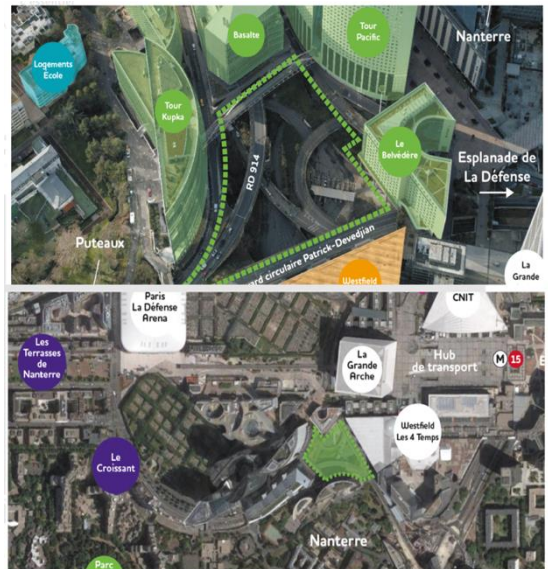 Basalte
Tour
Pacific
Nanterre
Logements
École
Tour
Kupka
Le
Belvédère
RD 914
Esplanade de
La Défense
Puteaux
ard circulaire Patrick-Devedjian
Westfield
La
Grande
Paris
La Défense
Arena
CNIT
Les
Terrasses
de
Nanterre
La
Grande
Arche
Hub
de transport
M 15
E
Westfield
Les 4 Temps
Le
Croissant
Nanterre
Parc